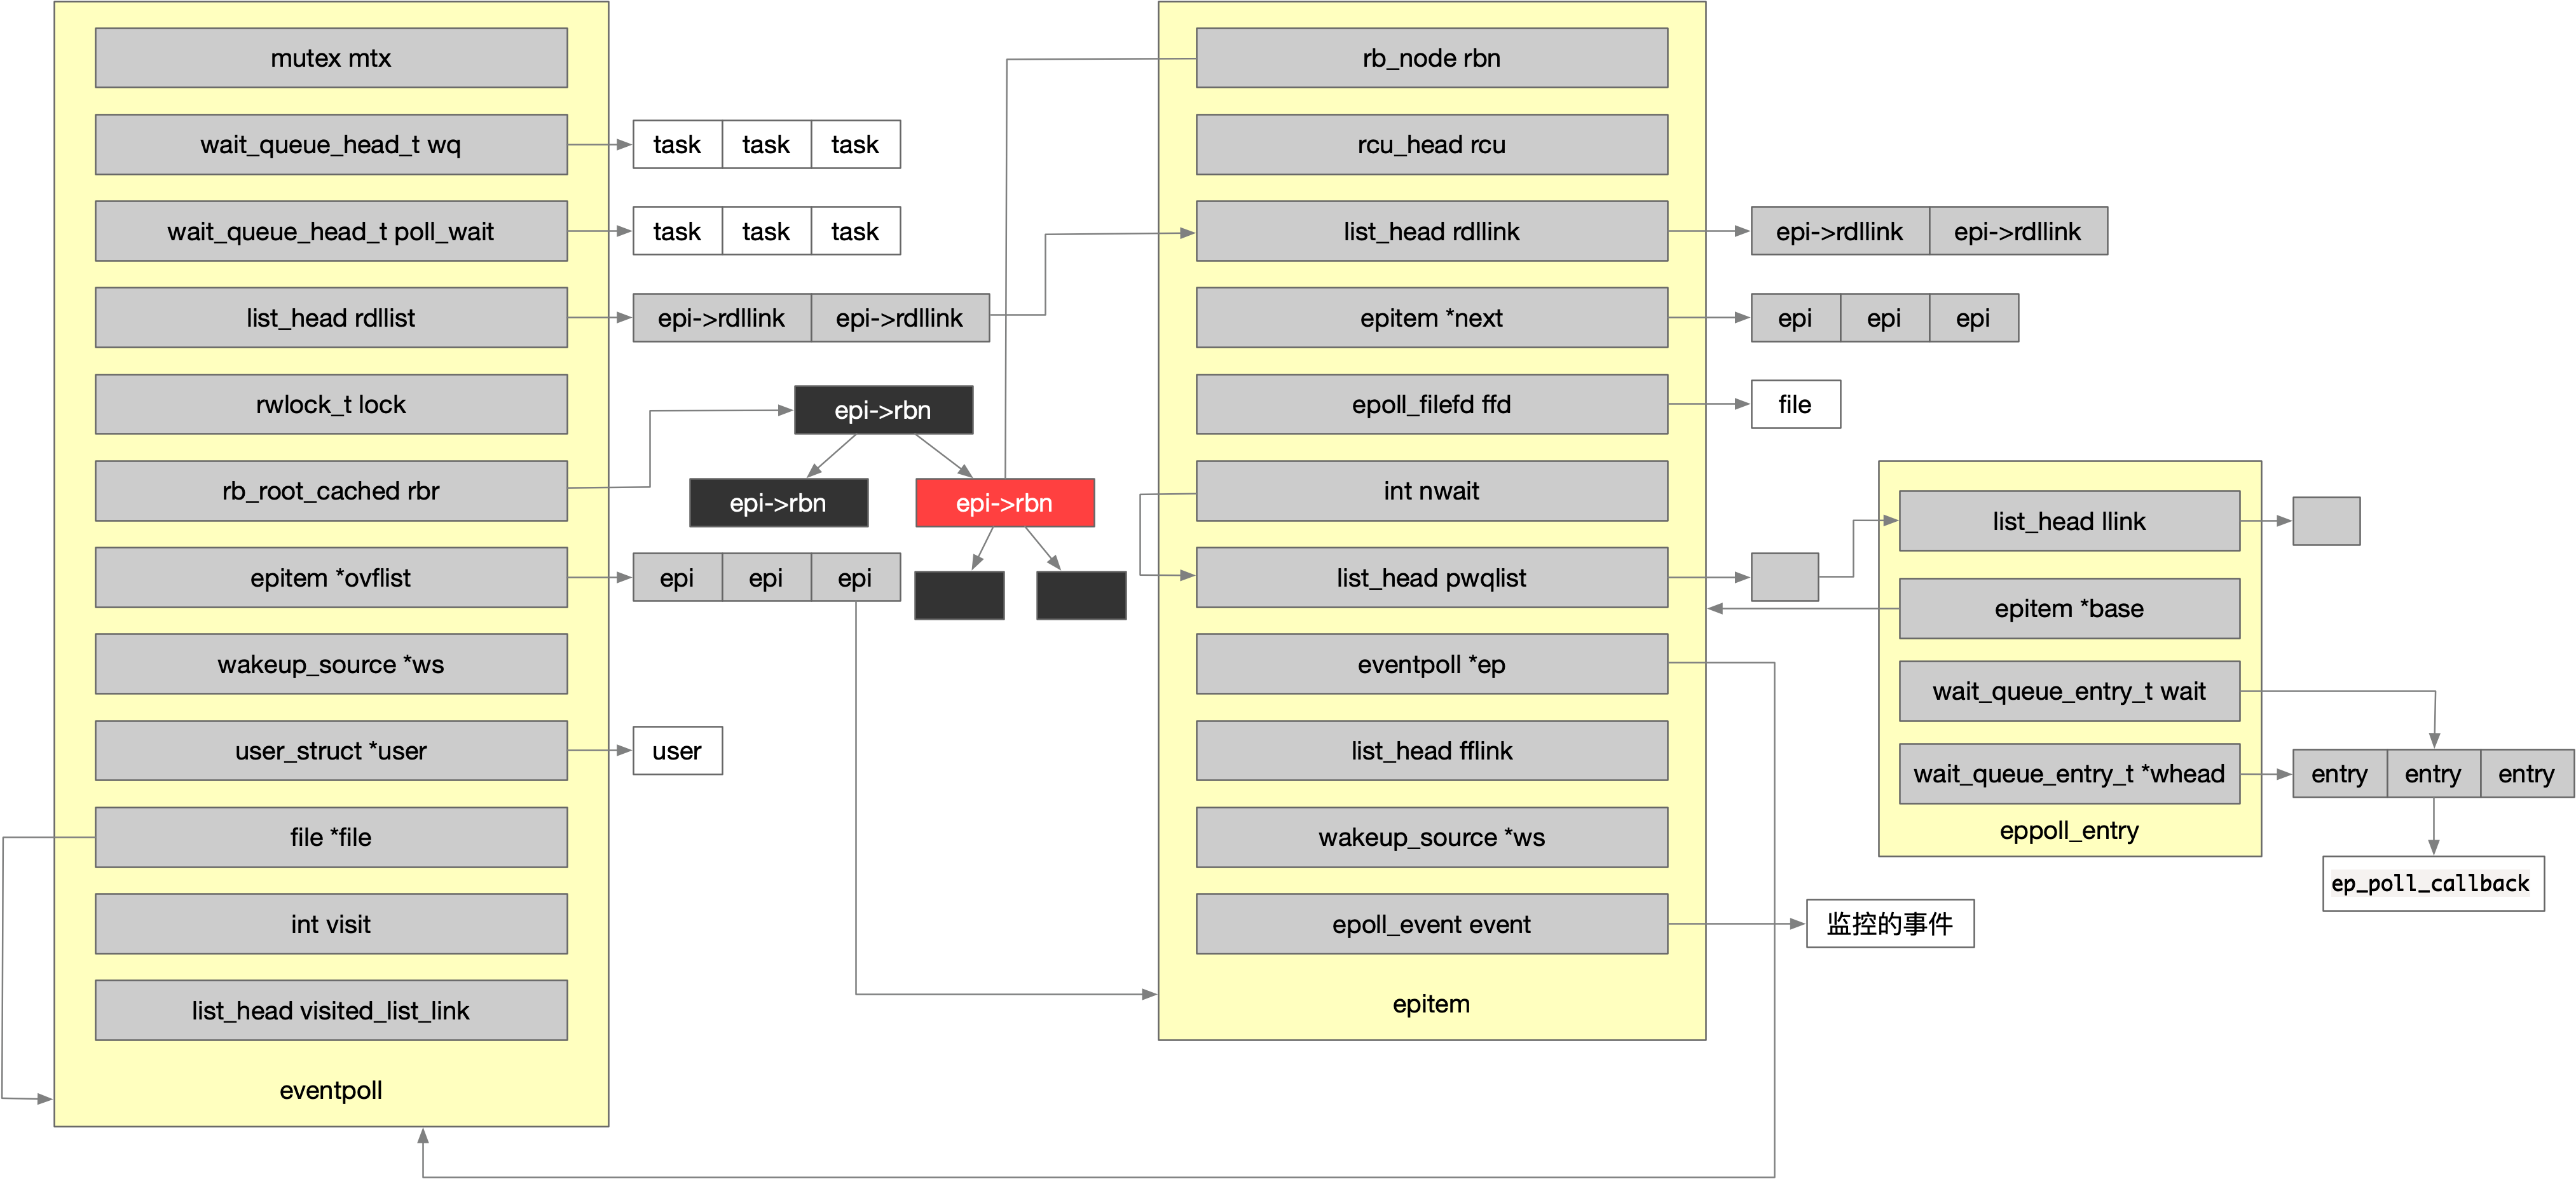 mutex mtx
wait_queue_head_t wq
task task task
wait_queue_head_t poll_wait
task task task
list_head rdllist
epi->rdllink epi->rdllink
rwlock_t lock
epi->rbn
rb_root_cached rbr
epi->rbn epi->rbn
epitem *ovflist
epi epi epi
wakeup_source *ws
user_struct *user
user
file *file
int visit
list_head visited_list_link
eventpoll
rb_node rbn
rcu_head rcu
list_head rdllink
epi->rdllink epi->rdllink
epitem *next
epi epi epi
epoll_filefd ffd
file
int nwait
list_head pwqlist
eventpoll *ep
list_head fflink
wakeup_source *ws
epoll_event event
监控的事件
epitem
list_head llink
epitem *base
wait_queue_entry_t wait
wait_queue_entry_t *whead
entry entry entry
eppoll_entry
ep_poll_callback